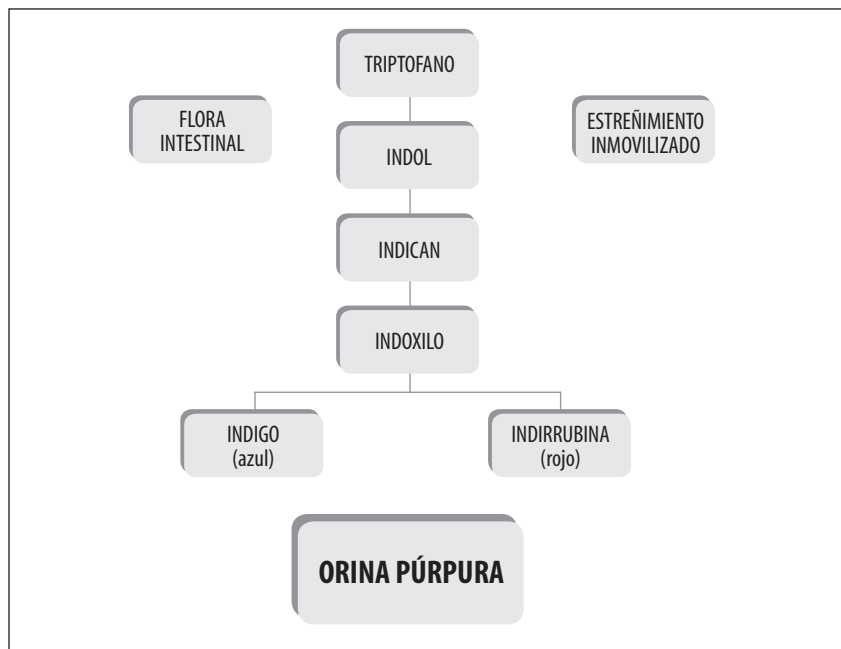 TRIPTOFANO
FLORA
INTESTINAL
ESTREÑIMIENTO
INMOVILIZADO
INDOL
INDICAN
INDOXILO
INDIGO
(azul)
INDIRRUBINA
(rojo)
ORINA PÚRPURA